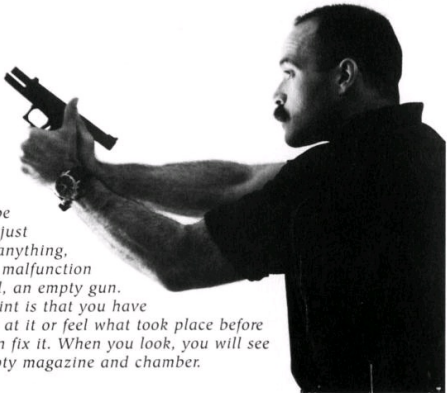 be
just
anything,
malfunction
, an empty gun.
int is that you have
at it or feel what took place before
n fix it. When you look, you will see
pty magazine and chamber.